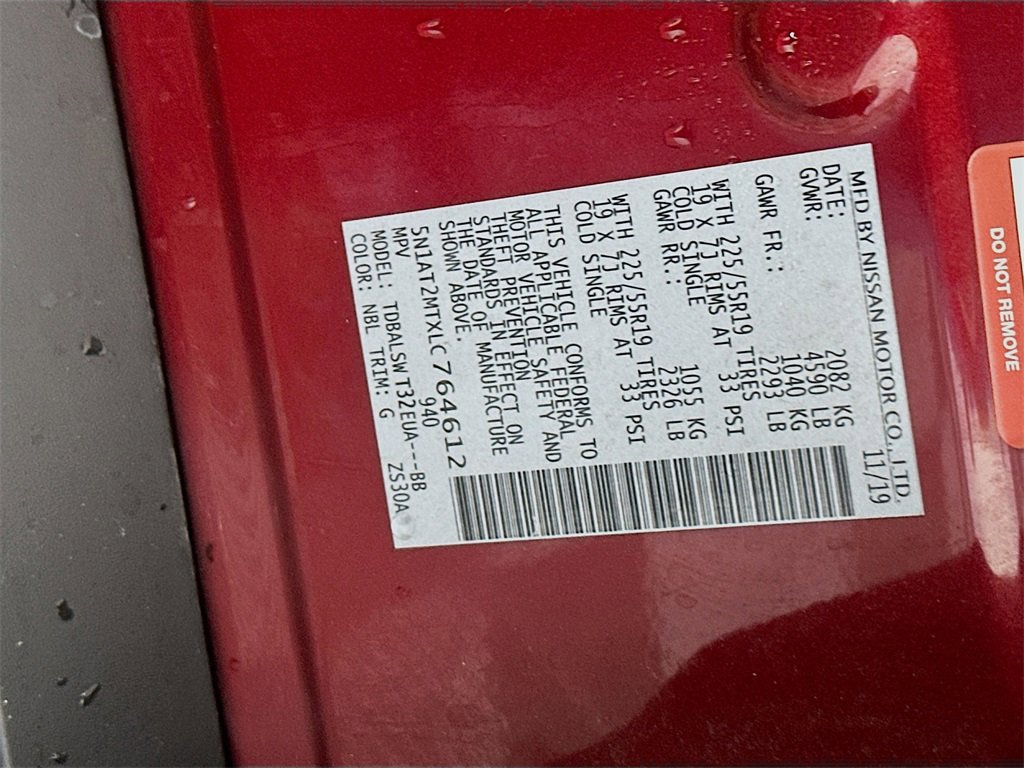 MFD BY NISSAN MOTOR CO., LTD.
DATE: 11/19
GVWR: 2082 KG
4590 LB
GAWR FR.: 1040 KG
2293 LB
WITH 225/55R19 TIRES
19 X 7J RIMS AT 33 PSI
COLD SINGLE
GAWR RR.: 1055 KG
2326 LB
WITH 225/55R19 TIRES
19 X 7J RIMS AT 33 PSI
COLD SINGLE
THIS VEHICLE CONFORMS TO
ALL APPLICABLE FEDERAL
MOTOR VEHICLE SAFETY AND
THEFT PREVENTION
STANDARDS IN EFFECT ON
THE DATE OF MANUFACTURE
SHOWN ABOVE.
5N1AT2MTXLC764612
MPV 940
MODEL: TDBALSWT32EUA---BB
COLOR: NBL TRIM: G ZS30A
DO NOT REMOVE